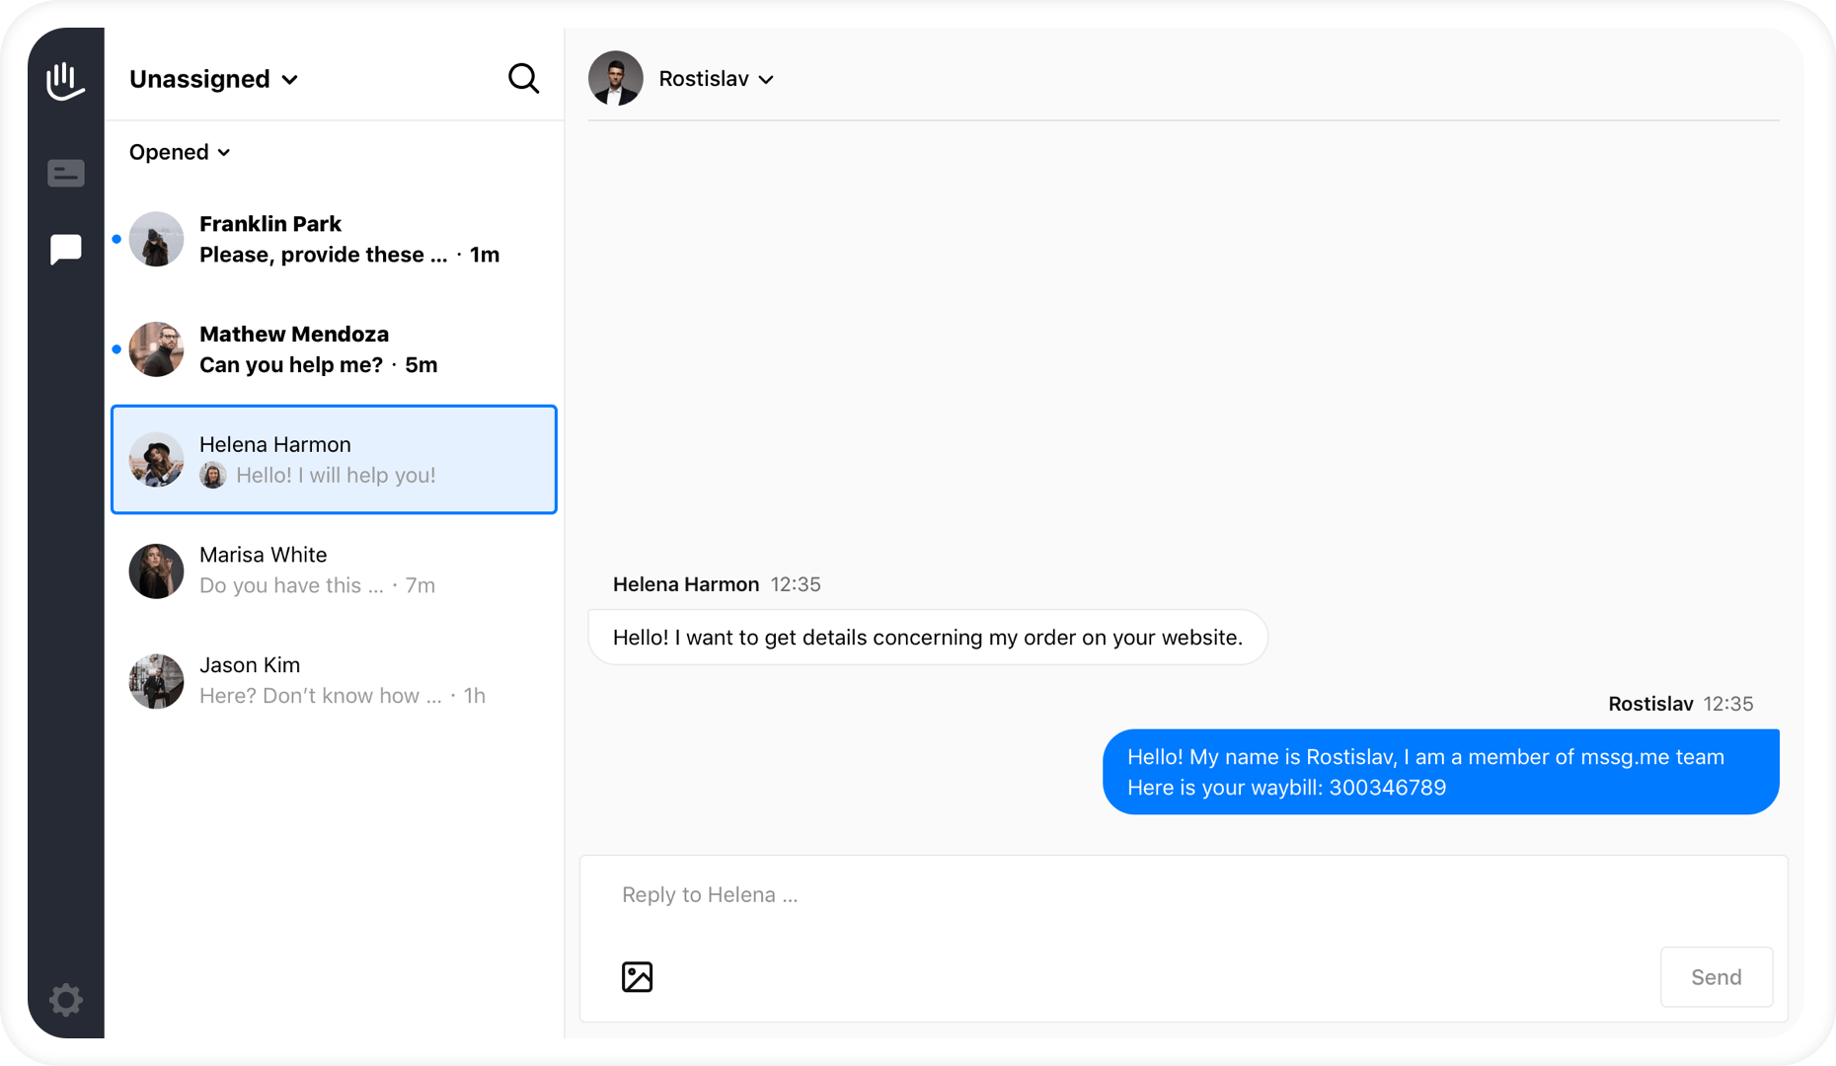 Unassigned
Opened
Franklin Park
Please, provide these ... · 1m
Mathew Mendoza
Can you help me? · 5m
Helena Harmon
Hello! I will help you!
Marisa White
Do you have this ... · 7m
Jason Kim
Here? Don’t know how ... · 1h
Rostislav
Helena Harmon 12:35
Hello! I want to get details concerning my order on your website.
Rostislav 12:35
Hello! My name is Rostislav, I am a member of mssg.me team
Here is your waybill: 300346789
Reply to Helena ...
Send